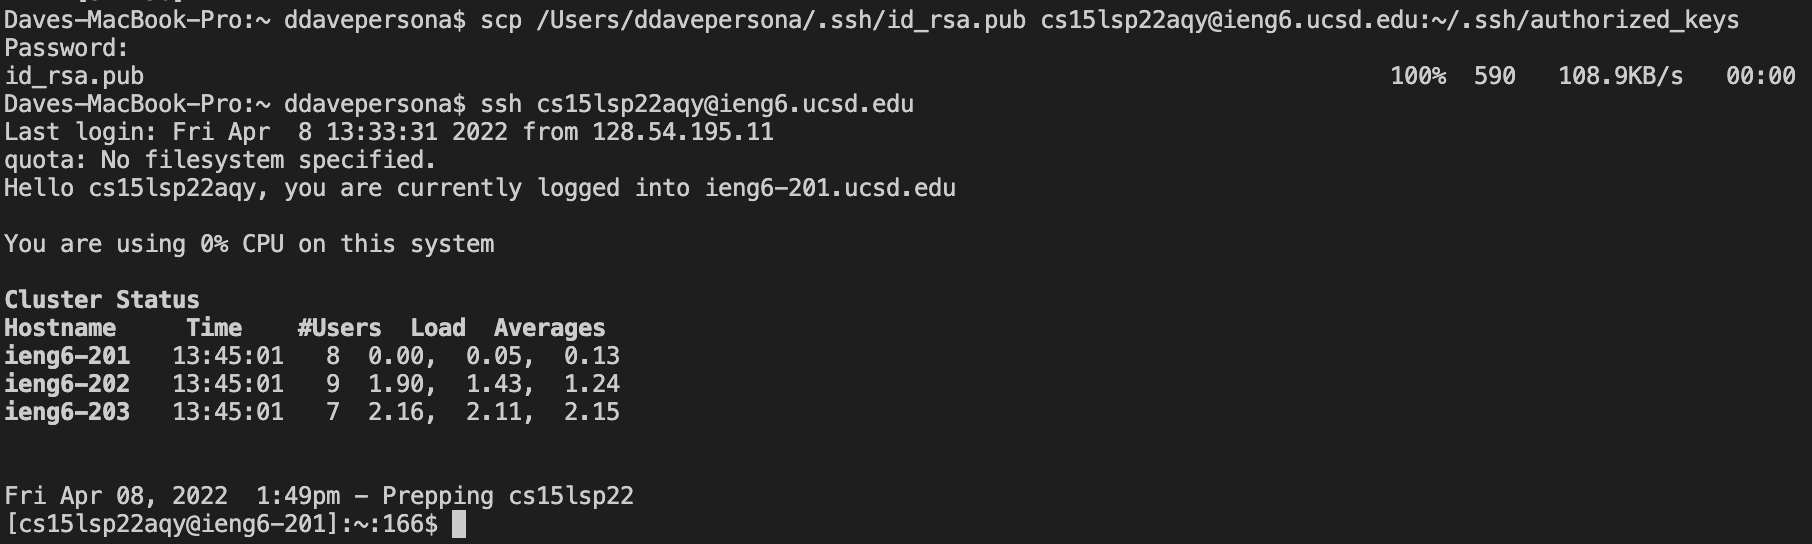 Daves-MacBook-Pro:~ ddavepersona$ scp /Users/ddavepersona/.ssh/id_rsa.pub cs15lsp22aqy@ieng6.ucsd.edu:~/.ssh/authorized_keys
Password:
id_rsa.pub 100% 590 108.9KB/s 00:00
Daves-MacBook-Pro:~ ddavepersona$ ssh cs15lsp22aqy@ieng6.ucsd.edu
Last login: Fri Apr  8 13:33:31 2022 from 128.54.195.11
quota: No filesystem specified.
Hello cs15lsp22aqy, you are currently logged into ieng6-201.ucsd.edu
You are using 0% CPU on this system
Cluster Status
Hostname     Time    #Users  Load  Averages
ieng6-201   13:45:01   8  0.00,  0.05,  0.13
ieng6-202   13:45:01   9  1.90,  1.43,  1.24
ieng6-203   13:45:01   7  2.16,  2.11,  2.15
Fri Apr 08, 2022  1:49pm - Prepping cs15lsp22
[cs15lsp22aqy@ieng6-201]:~:166$